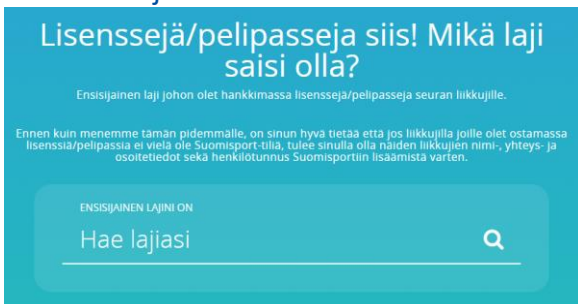 Lisenssejä/pelipasseja siis! Mikä laji
saisi olla?
Ensisijainen laji johon olet hankkimassa lisenssejä/pelipasseja seuran liikkujille.
Ennen kuin menemme tämän pidemmälle, on sinun hyvä tietää että jos liikkujilla joille olet ostamassa
lisenssiä/pelipassia ei vielä ole Suomisport-tiliä, tulee sinulla olla näiden liikkujien nimi-, yhteys- ja
osoitetiedot sekä henkilötunnus Suomisportiin lisäämistä varten.
ENSISIJAINEN LAJINI ON
Hae lajiasi